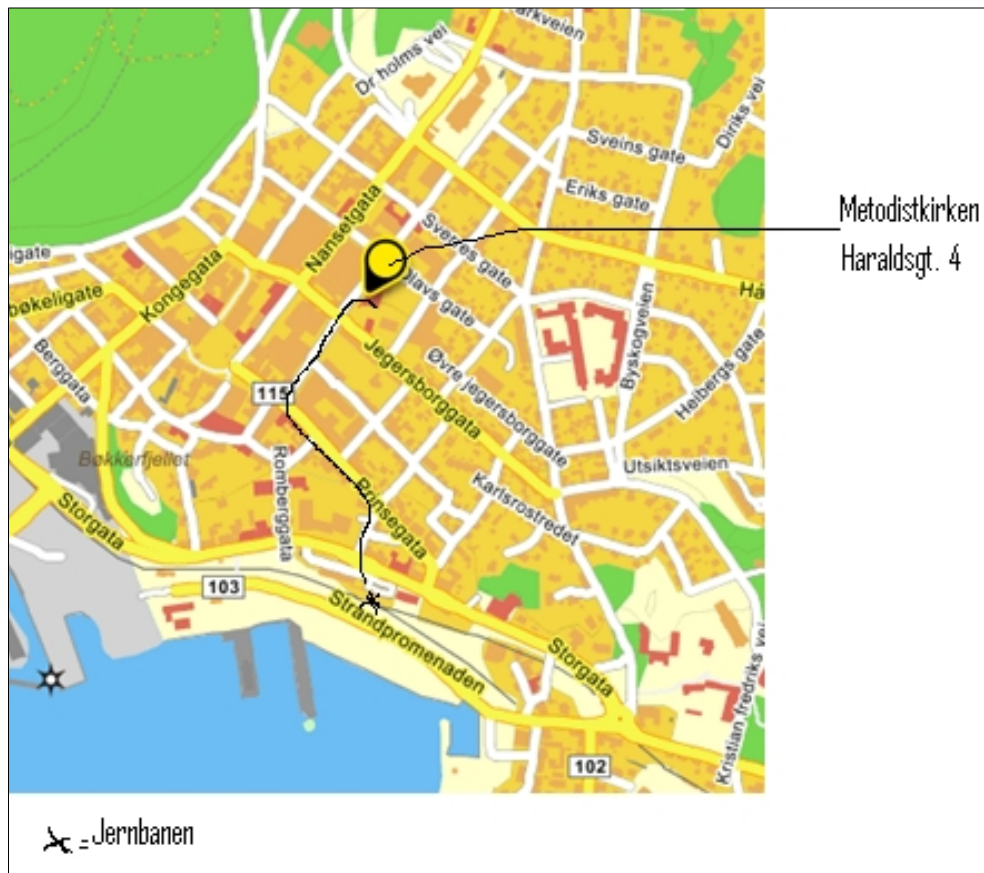 Dr holms vei
Sveins gate
Diriks vei
Eriks gate
Metodistkirken
Haraldsgt. 4
Nansetgata
Sverres gate
Kongegata
bøkeligate
Berggata
Jegersborggata
Øvre jegersborggate
Byskogveien
Heibergs gate
115
Bøkkerfjellet
Romberggata
Prinsegata
Karlsrostredet
Utsiktsveien
Storgata
103
Strandpromenaden
Storgata
Kristian fredriks vei
102
= Jernbanen